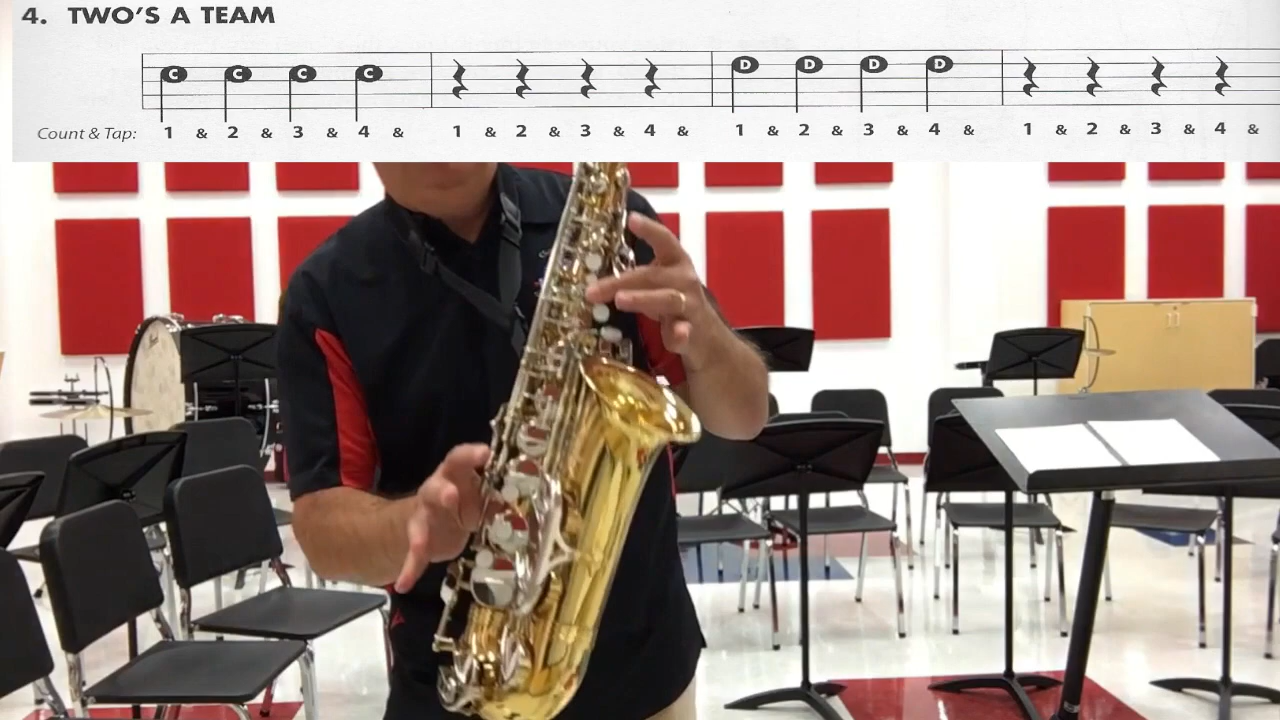 4. TWO'S A TEAM
C C C C D D D D
Count & Tap: 1 & 2 & 3 & 4 & 1 & 2 & 3 & 4 & 1 & 2 & 3 & 4 & 1 & 2 & 3 & 4 &